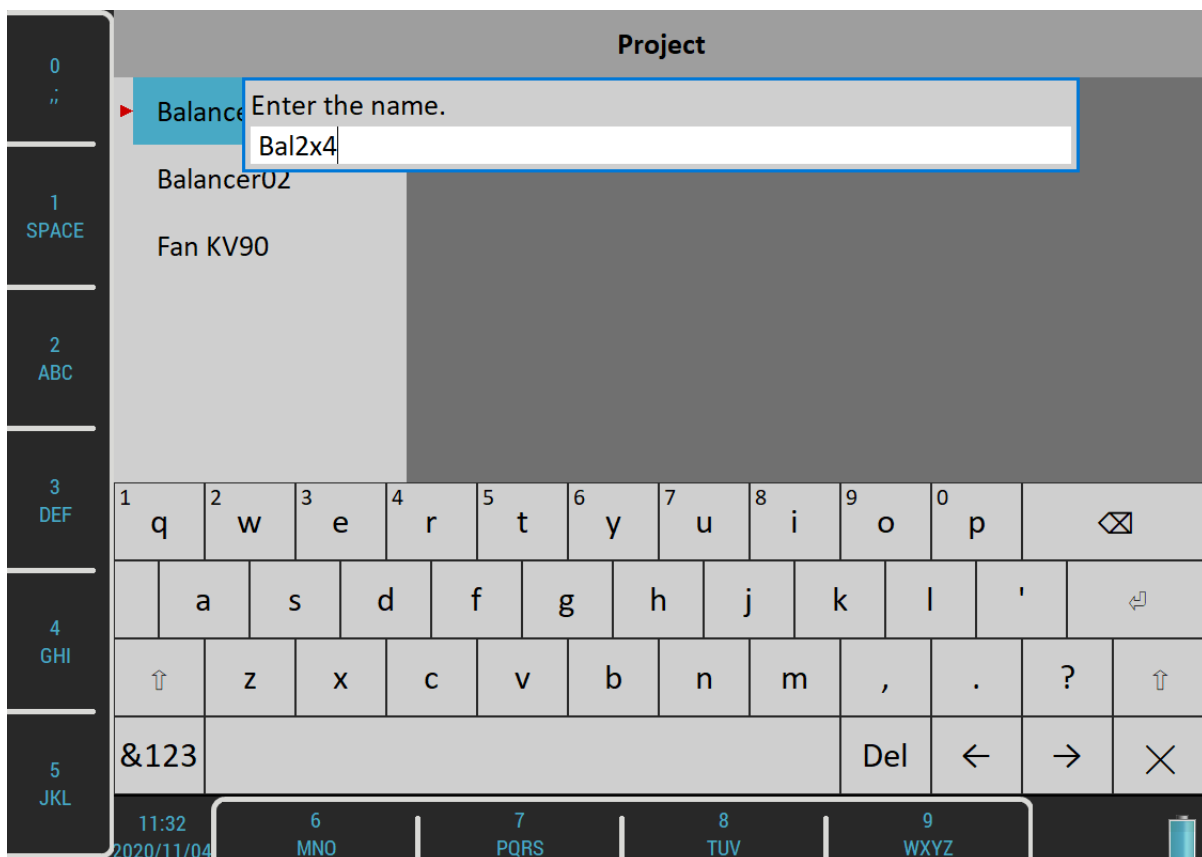 Project
0
,;
1
SPACE
2
ABC
3
DEF
4
GHI
5
JKL
Enter the name.
Bal2x4
Balance
Balancer02
Fan KV90
1 q 2 w 3 e 4 r 5 t 6 y 7 u 8 i 9 o 0 p ⌫
a s d f g h j k l ' ⏎
⇧ z x c v b n m , . ? ⇧
&123 Del ← → ×
11:32
2020/11/04
6
MNO
7
PQRS
8
TUV
9
WXYZ